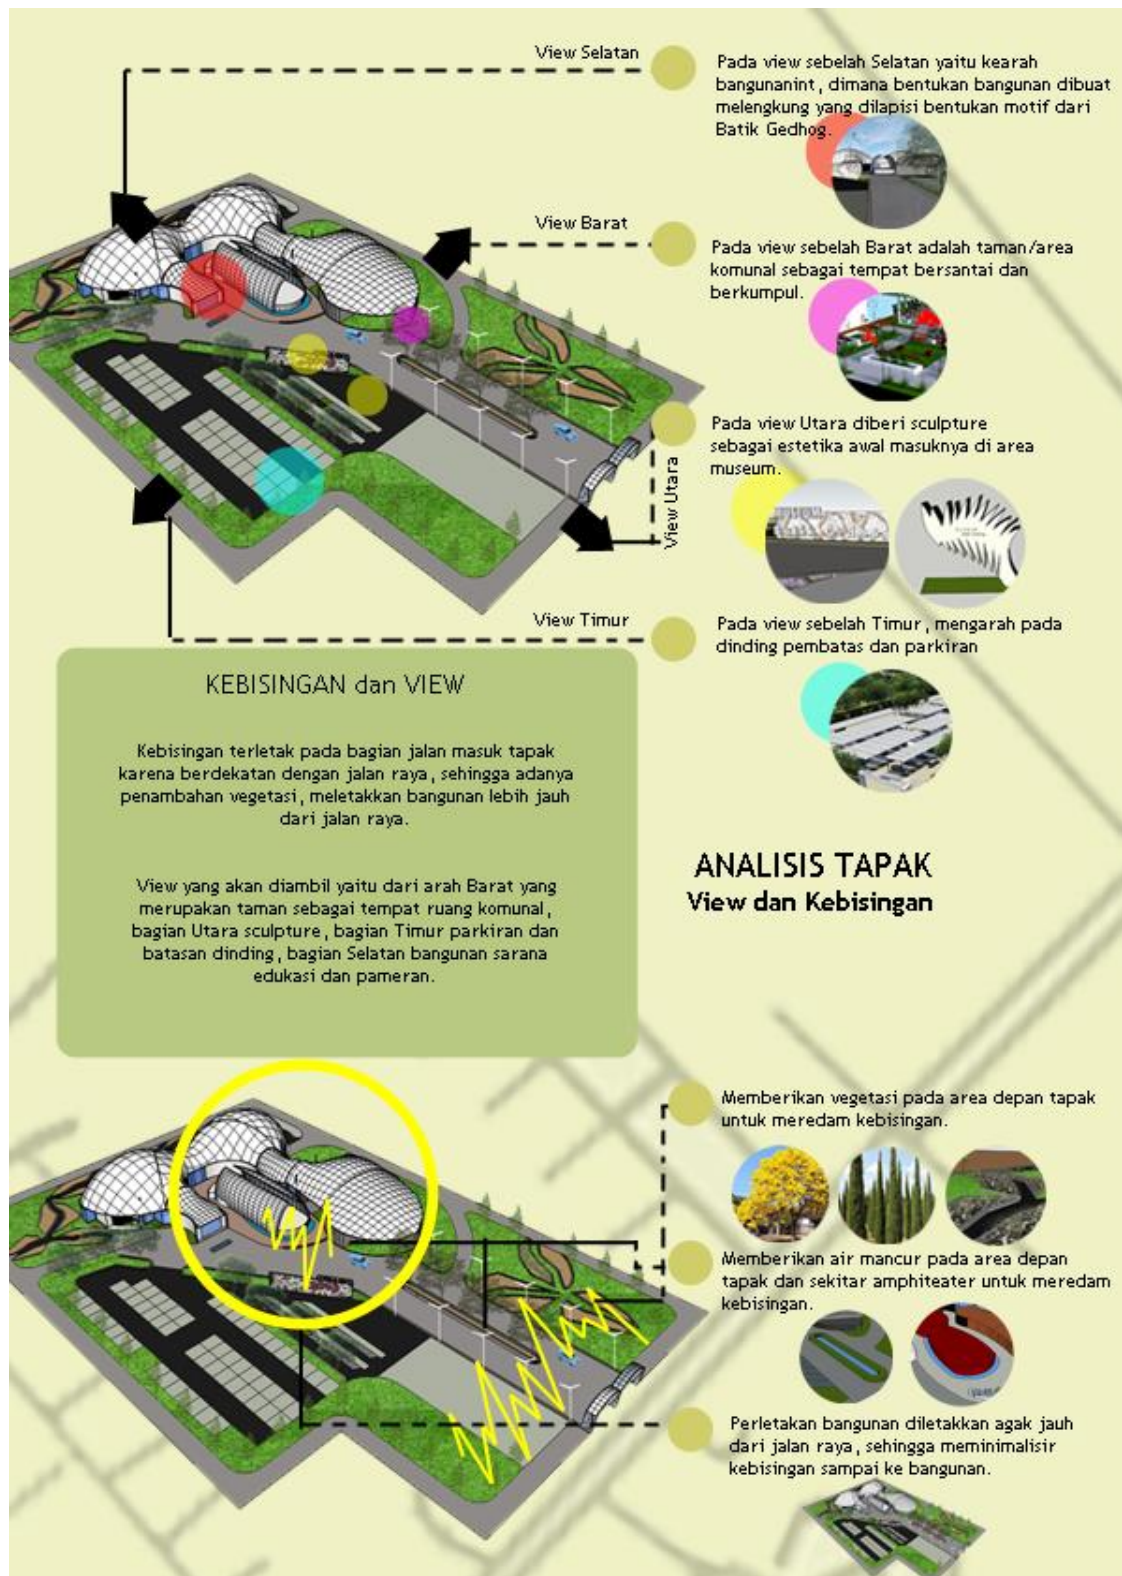 View Selatan
Pada view sebelah Selatan yaitu kearah
bangunanint, dimana bentukan bangunan dibuat
melengkung yang dilapisi bentukan motif dari
Batik Gedhog.
View Barat
Pada view sebelah Barat adalah taman/area
komunal sebagai tempat bersantai dan
berkumpul.
Pada view Utara diberi sculpture
sebagai estetika awal masuknya di area
museum.
View Utara
View Timur
Pada view sebelah Timur, mengarah pada
dinding pembatas dan parkiran
KEBISINGAN dan VIEW
Kebisingan terletak pada bagian jalan masuk tapak
karena berdekatan dengan jalan raya, sehingga adanya
penambahan vegetasi, meletakkan bangunan lebih jauh
dari jalan raya.
View yang akan diambil yaitu dari arah Barat yang
merupakan taman sebagai tempat ruang komunal,
bagian Utara sculpture, bagian Timur parkiran dan
batasan dinding, bagian Selatan bangunan sarana
edukasi dan pameran.
ANALISIS TAPAK
View dan Kebisingan
Memberikan vegetasi pada area depan tapak
untuk meredam kebisingan.
Memberikan air mancur pada area depan
tapak dan sekitar amphiteater untuk meredam
kebisingan.
Perletakan bangunan diletakkan agak jauh
dari jalan raya, sehingga meminimalisir
kebisingan sampai ke bangunan.